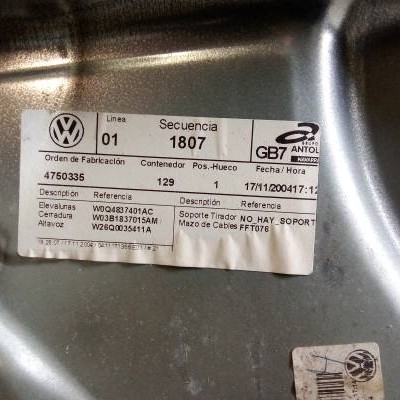 Linea Secuencia
01 1807 GB7 GRUPO ANTOL NAVARRA
Orden de Fabricación Contenedor Pos.-Hueco Fecha / Hora
4750335 129 1 17/11/200417:12
Descripción Referencia Descripción Referencia
Elevalunas W0Q4837401AC Soporte Tirador NO_HAY_SOPORT
Cerradura W03B1837015AM Mazo de Cables FFT076
Altavoz W26Q0035411A